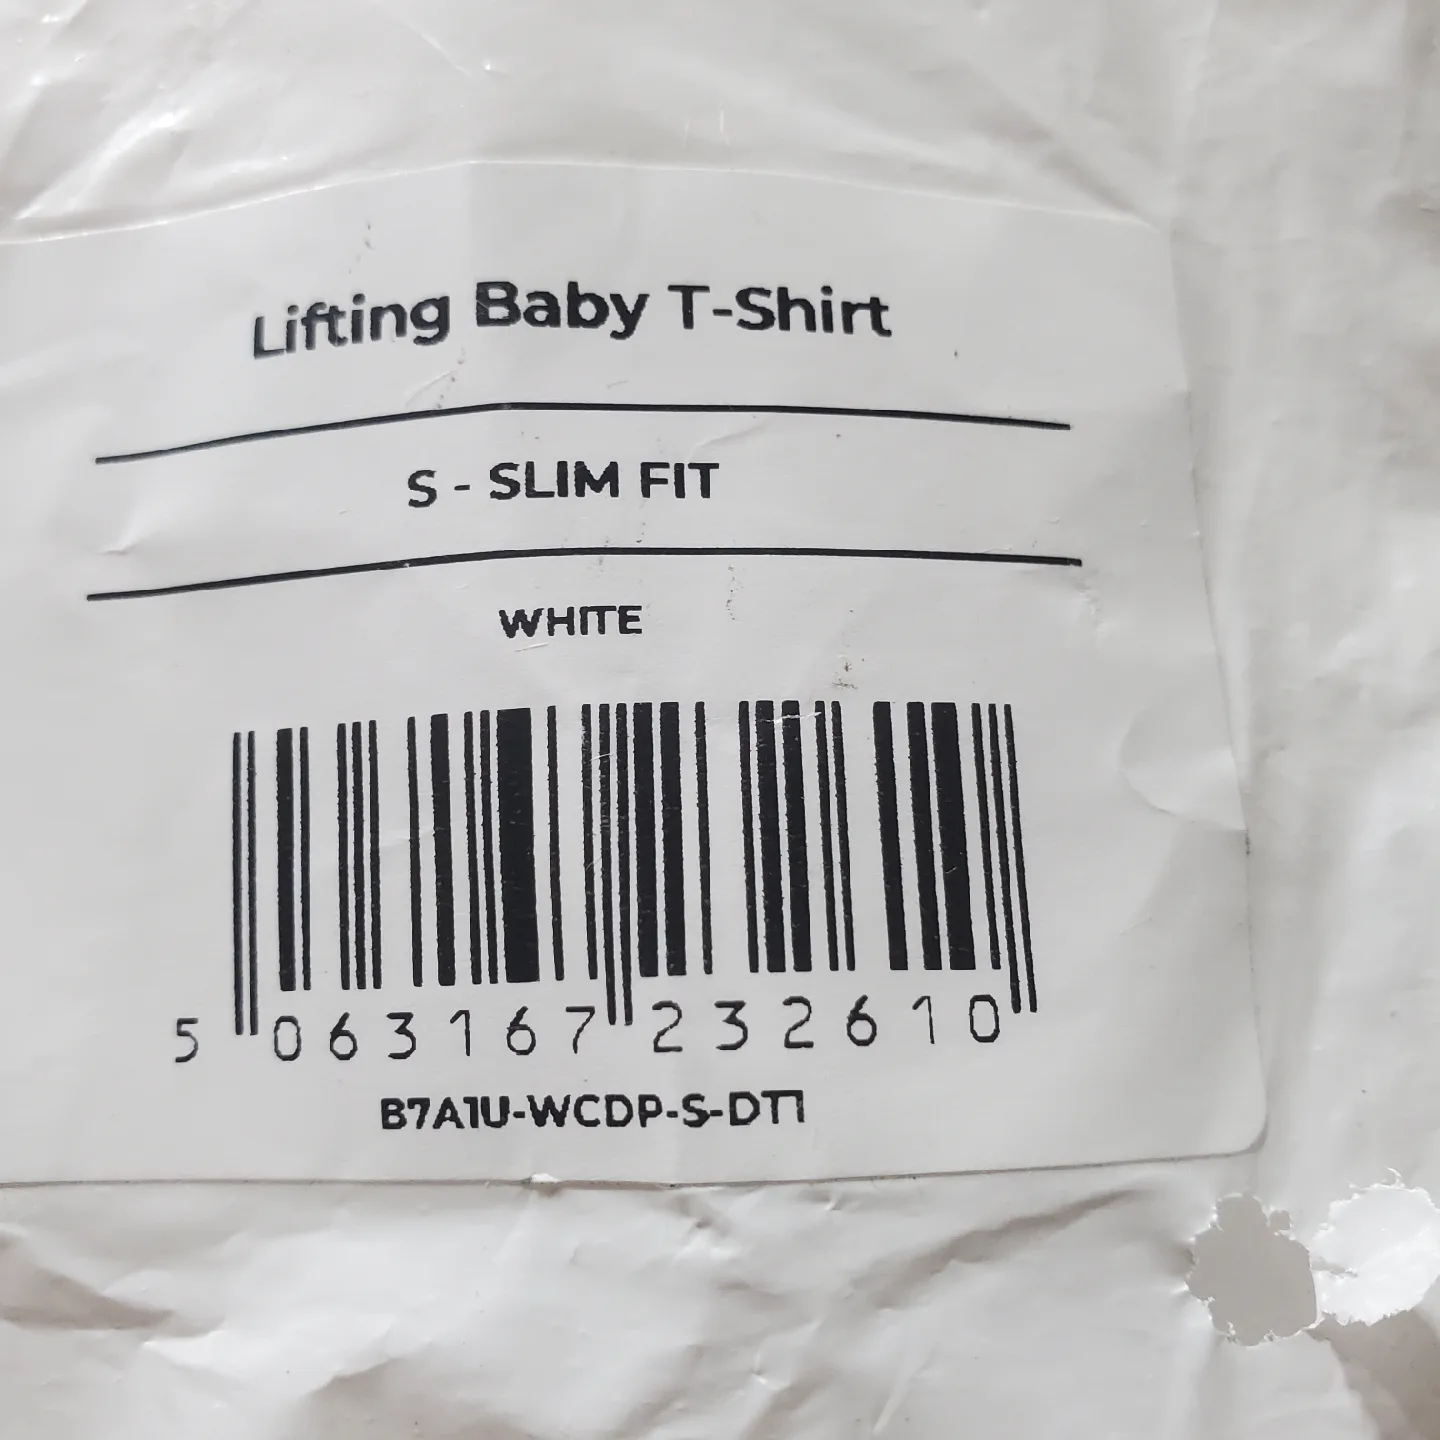 Lifting Baby T-Shirt
S - SLIM FIT
WHITE
5 063167 232610
B7A1U-WCDP-S-DT1